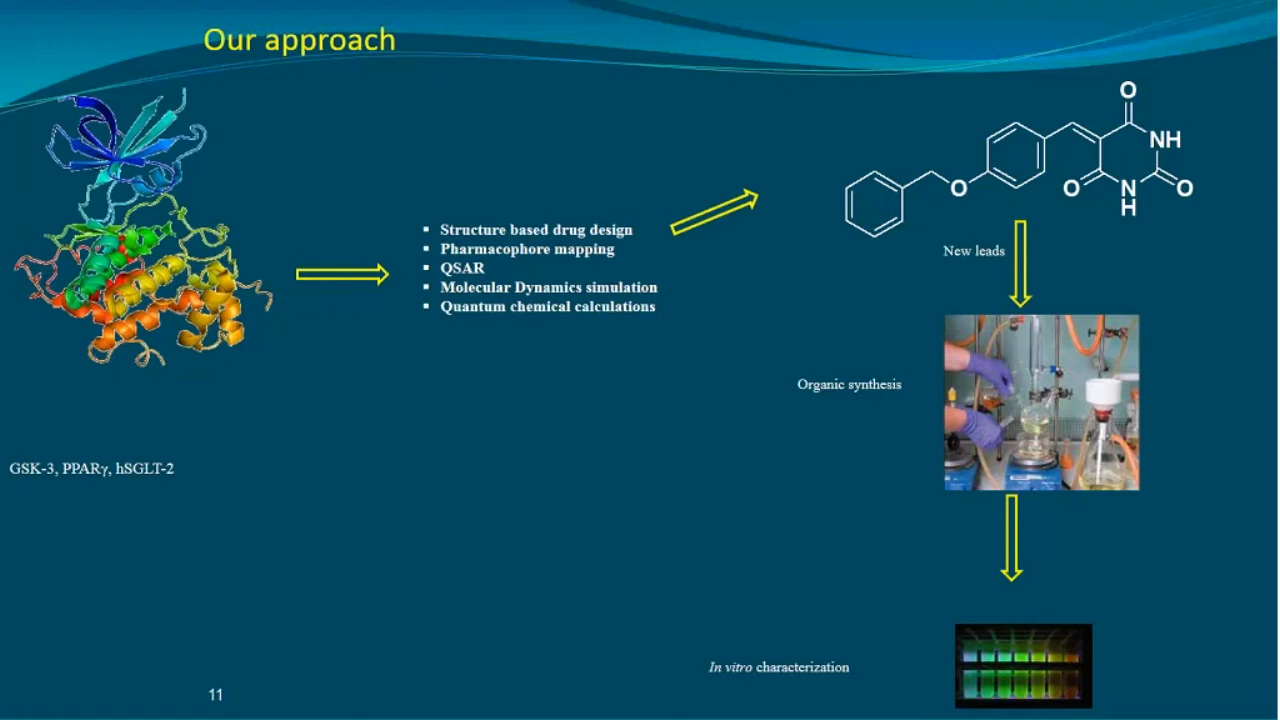 Our approach
▪ Structure based drug design
▪ Pharmacophore mapping
▪ QSAR
▪ Molecular Dynamics simulation
▪ Quantum chemical calculations
O
NH
O
O
N
H
O
New leads
Organic synthesis
GSK-3, PPARγ, hSGLT-2
In vitro characterization
11